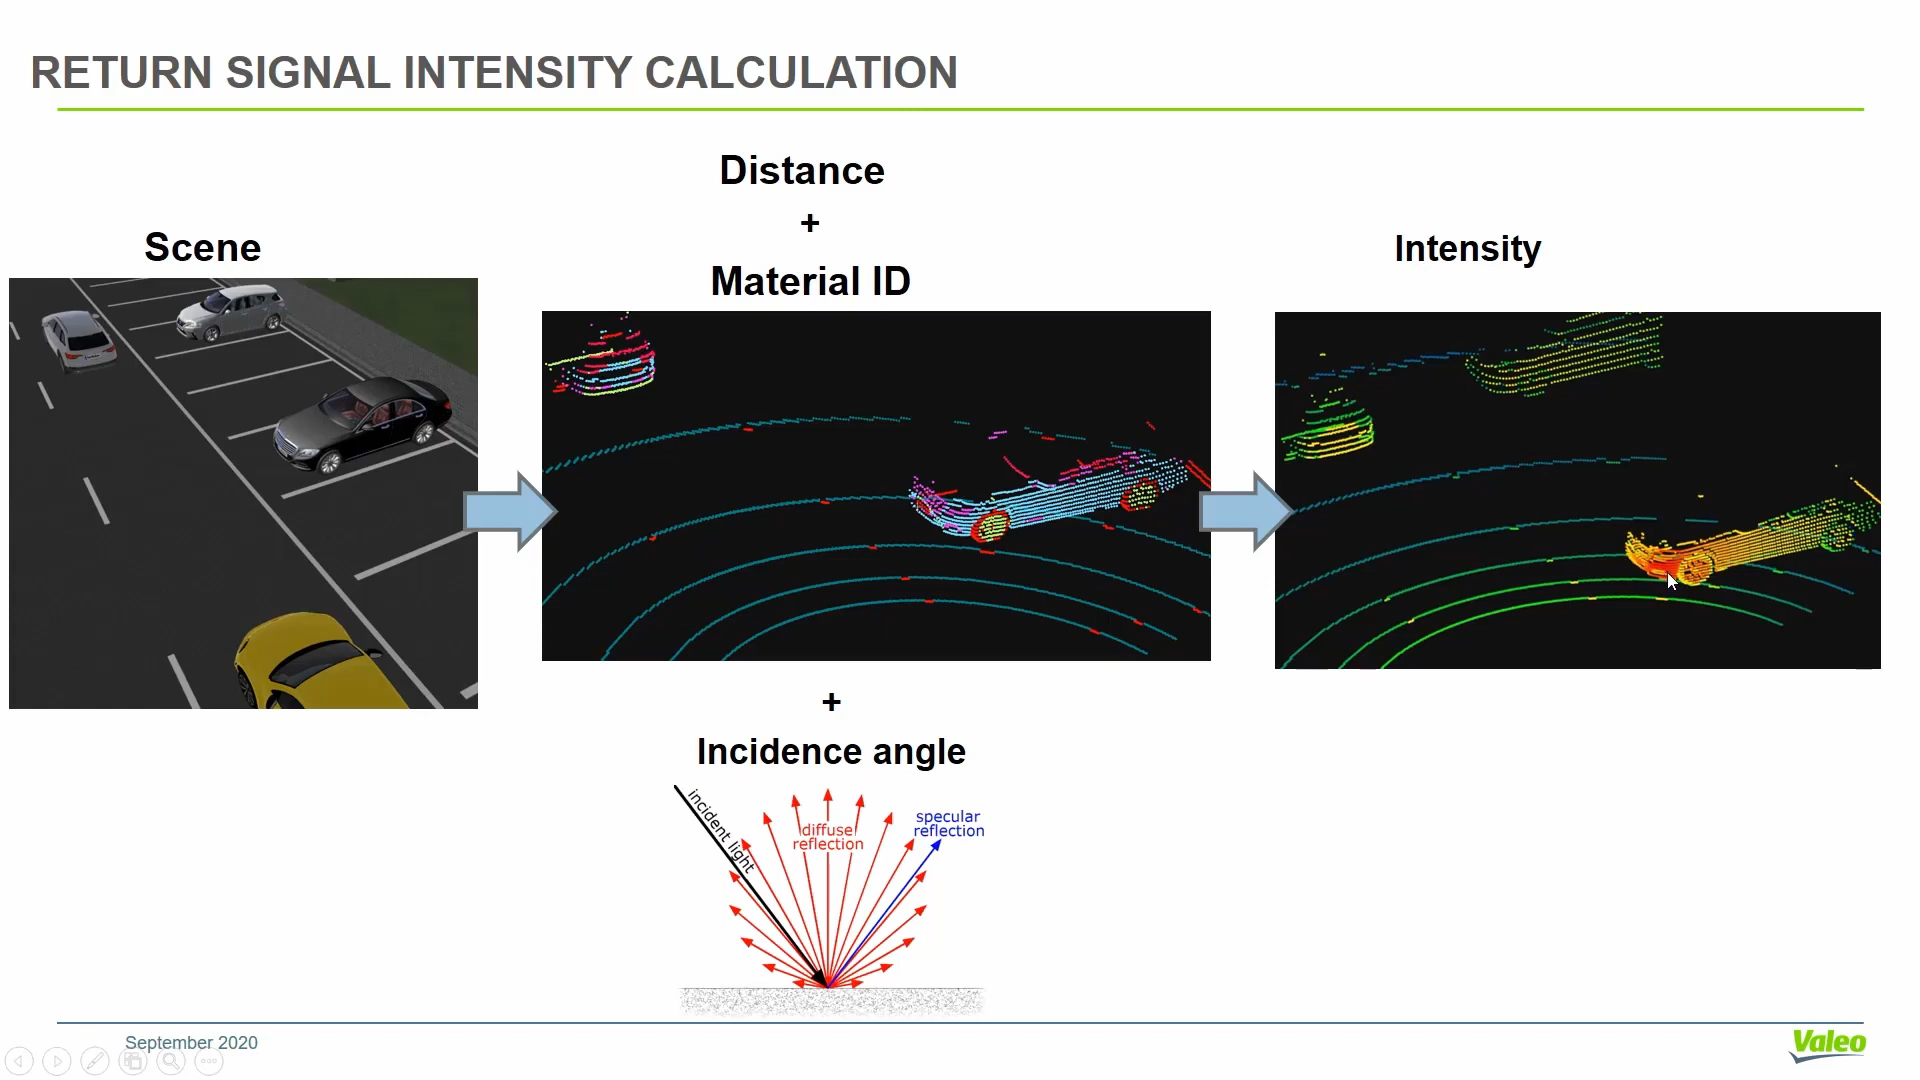 RETURN SIGNAL INTENSITY CALCULATION
Scene
Distance
+
Material ID
+
Incidence angle
incident light
diffuse
reflection
specular
reflection
Intensity
September 2020
Valeo